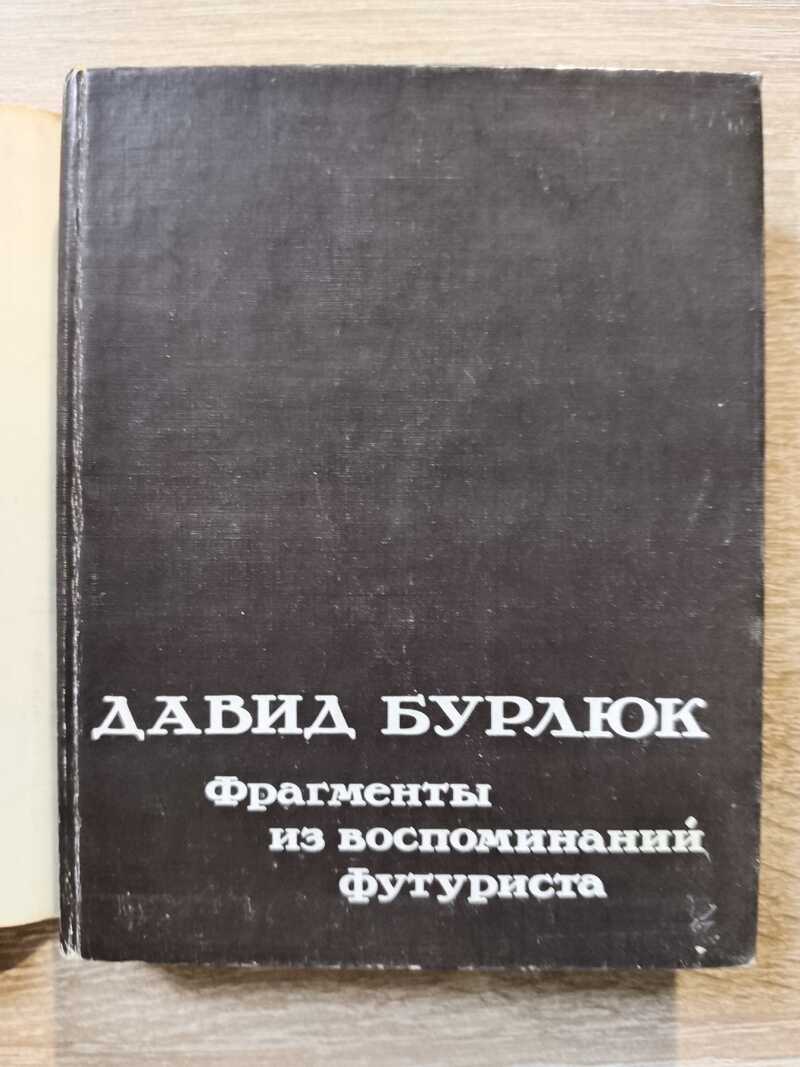 ДАВИД БУРЛЮК
Фрагменты
из воспоминаний
футуриста